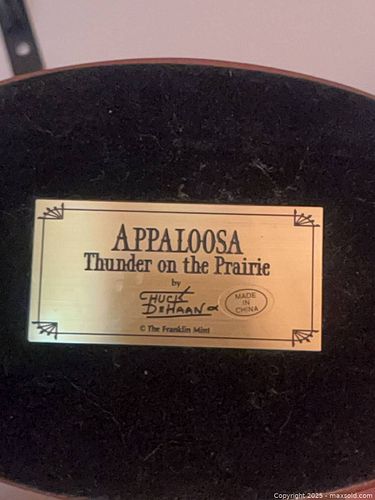 APPALOOSA
Thunder on the Prairie
by
CHUCK
DEHAAN α
MADE
IN
CHINA
© The Franklin Mint
Copyright 2025 - maxsold.com